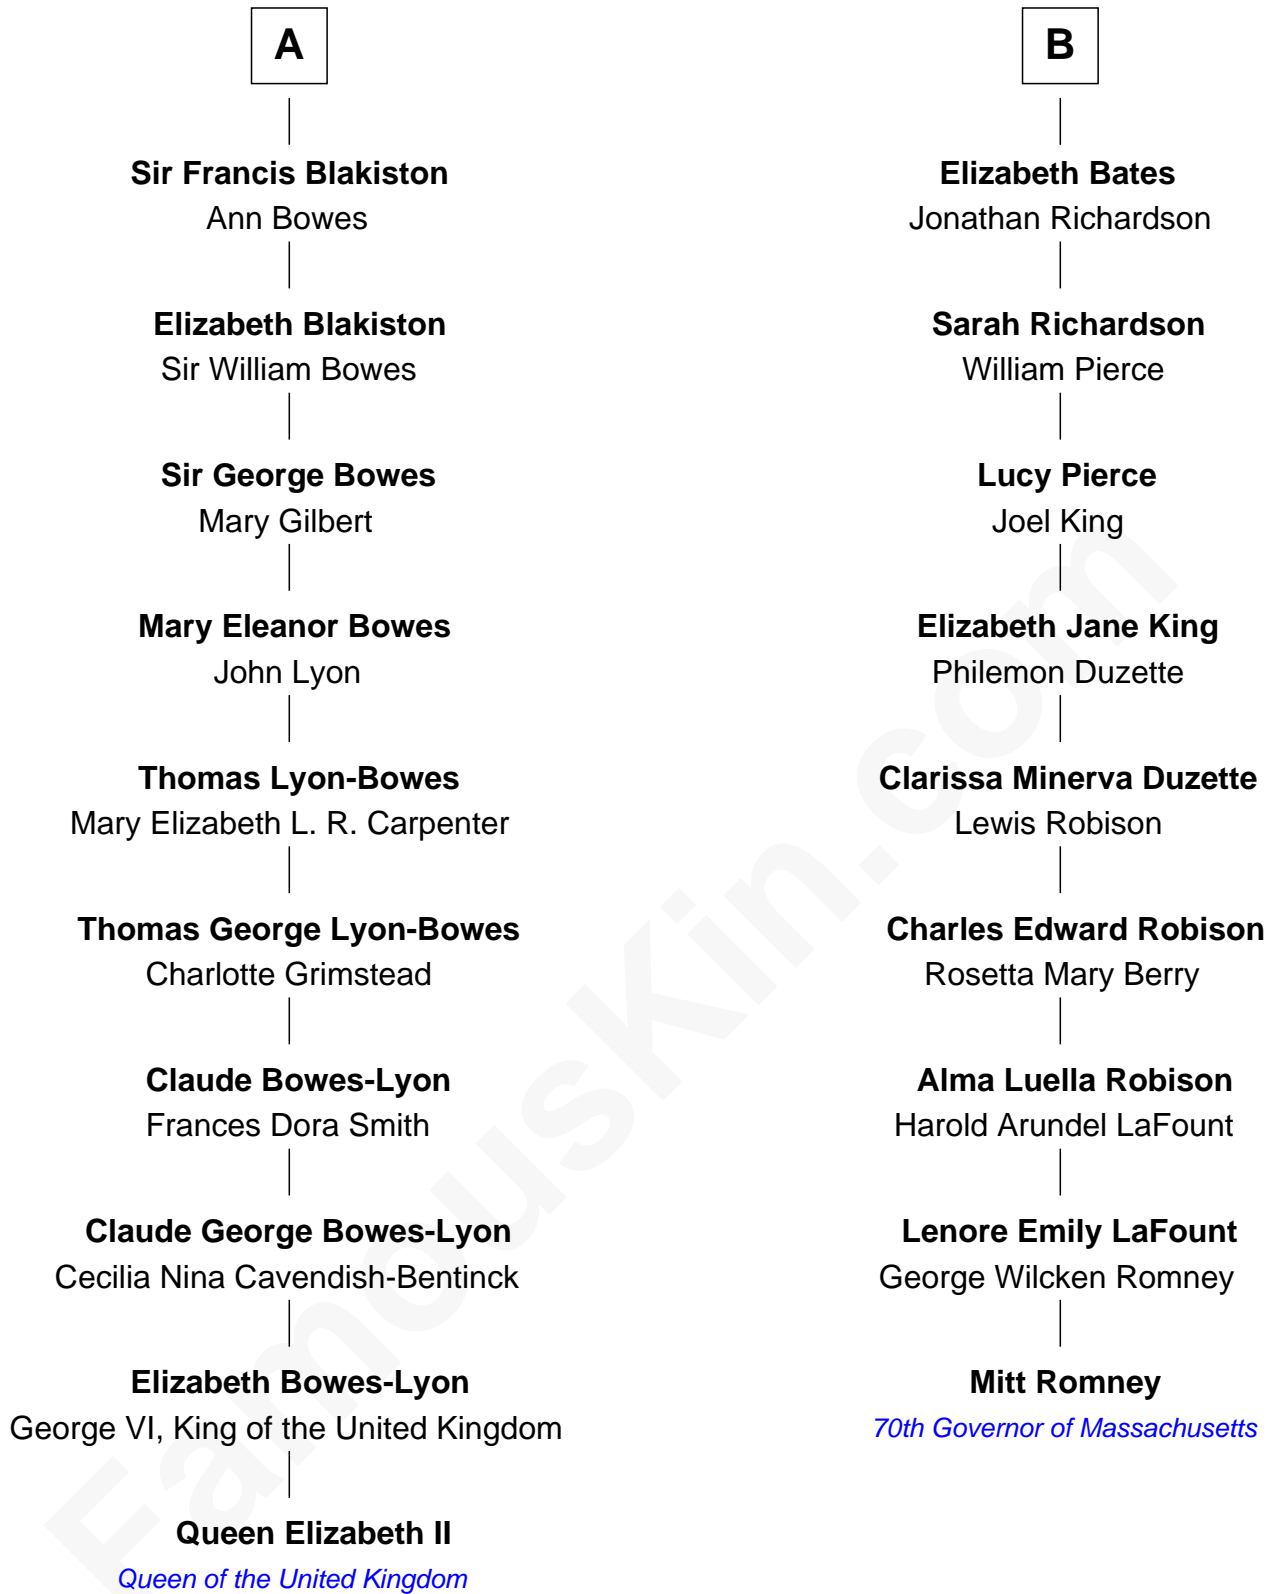 A
Sir Francis Blakiston
Ann Bowes
Elizabeth Blakiston
Sir William Bowes
Sir George Bowes
Mary Gilbert
Mary Eleanor Bowes
John Lyon
Thomas Lyon-Bowes
Mary Elizabeth L. R. Carpenter
Thomas George Lyon-Bowes
Charlotte Grimstead
Claude Bowes-Lyon
Frances Dora Smith
Claude George Bowes-Lyon
Cecilia Nina Cavendish-Bentinck
Elizabeth Bowes-Lyon
George VI, King of the United Kingdom
Queen Elizabeth II
Queen of the United Kingdom
B
Elizabeth Bates
Jonathan Richardson
Sarah Richardson
William Pierce
Lucy Pierce
Joel King
Elizabeth Jane King
Philemon Duzette
Clarissa Minerva Duzette
Lewis Robison
Charles Edward Robison
Rosetta Mary Berry
Alma Luella Robison
Harold Arundel LaFount
Lenore Emily LaFount
George Wilcken Romney
Mitt Romney
70th Governor of Massachusetts
FamousKin.com